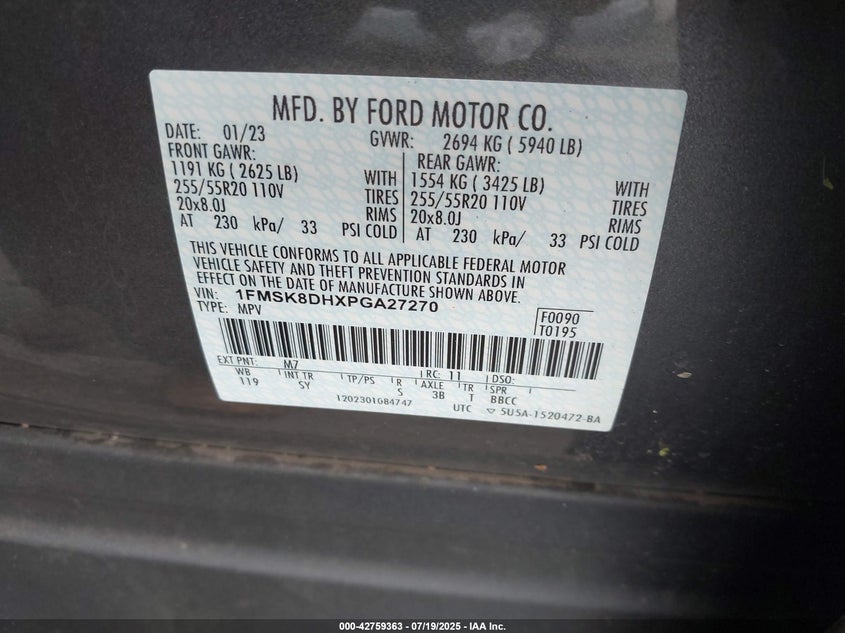 MFD. BY FORD MOTOR CO.
DATE: 01/23 GVWR: 2694 KG ( 5940 LB)
FRONT GAWR: REAR GAWR:
1191 KG ( 2625 LB) WITH 1554 KG ( 3425 LB) WITH
255/55R20 110V TIRES 255/55R20 110V TIRES
20x8.0J RIMS 20x8.0J RIMS
AT 230 kPa/ 33 PSI COLD AT 230 kPa/ 33 PSI COLD
THIS VEHICLE CONFORMS TO ALL APPLICABLE FEDERAL MOTOR
VEHICLE SAFETY AND THEFT PREVENTION STANDARDS IN
EFFECT ON THE DATE OF MANUFACTURE SHOWN ABOVE.
VIN: 1FMSK8DHXPGA27270 F0090
TYPE: MPV T0195
EXT PNT: M7 RC: 11 DSO:
WB INT TR TP/PS R AXLE TR SPR
119 SY S 3B T BBCC
1202301084747 UTC ▽ 5U5A-1520472-BA
000-42759363 - 07/19/2025 - IAA Inc.